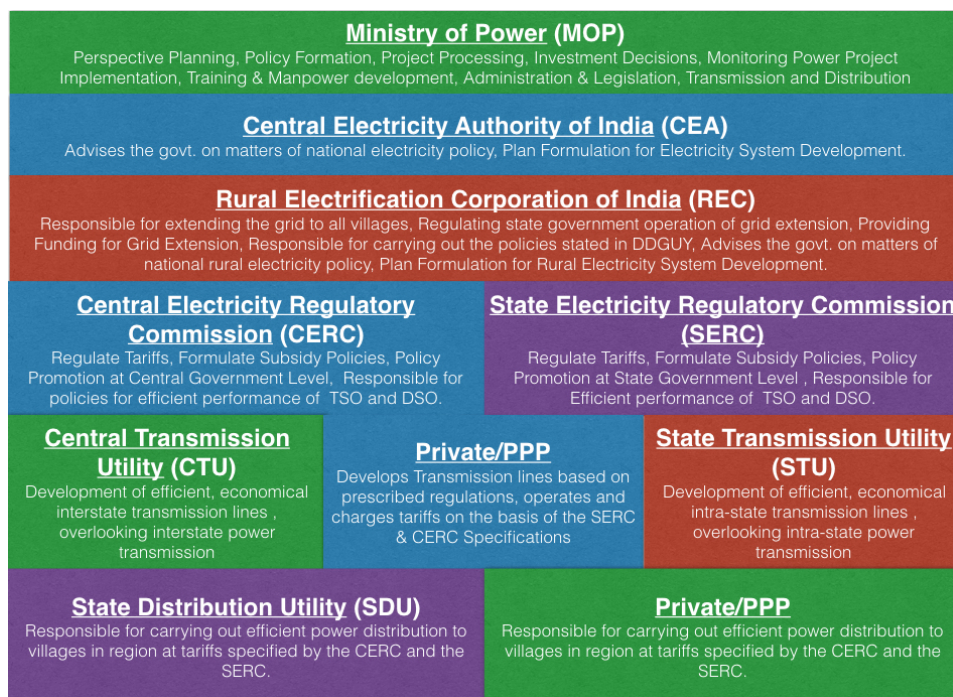 Ministry of Power (MOP)
Perspective Planning, Policy Formation, Project Processing, Investment Decisions, Monitoring Power Project
Implementation, Training & Manpower development, Administration & Legislation, Transmission and Distribution
Central Electricity Authority of India (CEA)
Advises the govt. on matters of national electricity policy, Plan Formulation for Electricity System Development.
Rural Electrification Corporation of India (REC)
Responsible for extending the grid to all villages, Regulating state government operation of grid extension, Providing
Funding for Grid Extension, Responsible for carrying out the policies stated in DDGUY, Advises the govt. on matters of
national rural electricity policy, Plan Formulation for Rural Electricity System Development.
Central Electricity Regulatory
Commission (CERC)
Regulate Tariffs, Formulate Subsidy Policies, Policy
Promotion at Central Government Level, Responsible for
policies for efficient performance of TSO and DSO.
State Electricity Regulatory Commission
(SERC)
Regulate Tariffs, Formulate Subsidy Policies, Policy
Promotion at State Government Level , Responsible for
Efficient performance of TSO and DSO.
Central Transmission
Utility (CTU)
Development of efficient, economical
interstate transmission lines ,
overlooking interstate power
transmission
Private/PPP
Develops Transmission lines based on
prescribed regulations, operates and
charges tariffs on the basis of the SERC
& CERC Specifications
State Transmission Utility
(STU)
Development of efficient, economical
intra-state transmission lines ,
overlooking intra-state power
transmission
State Distribution Utility (SDU)
Responsible for carrying out efficient power distribution to
villages in region at tariffs specified by the CERC and the
SERC.
Private/PPP
Responsible for carrying out efficient power distribution to
villages in region at tariffs specified by the CERC and the
SERC.